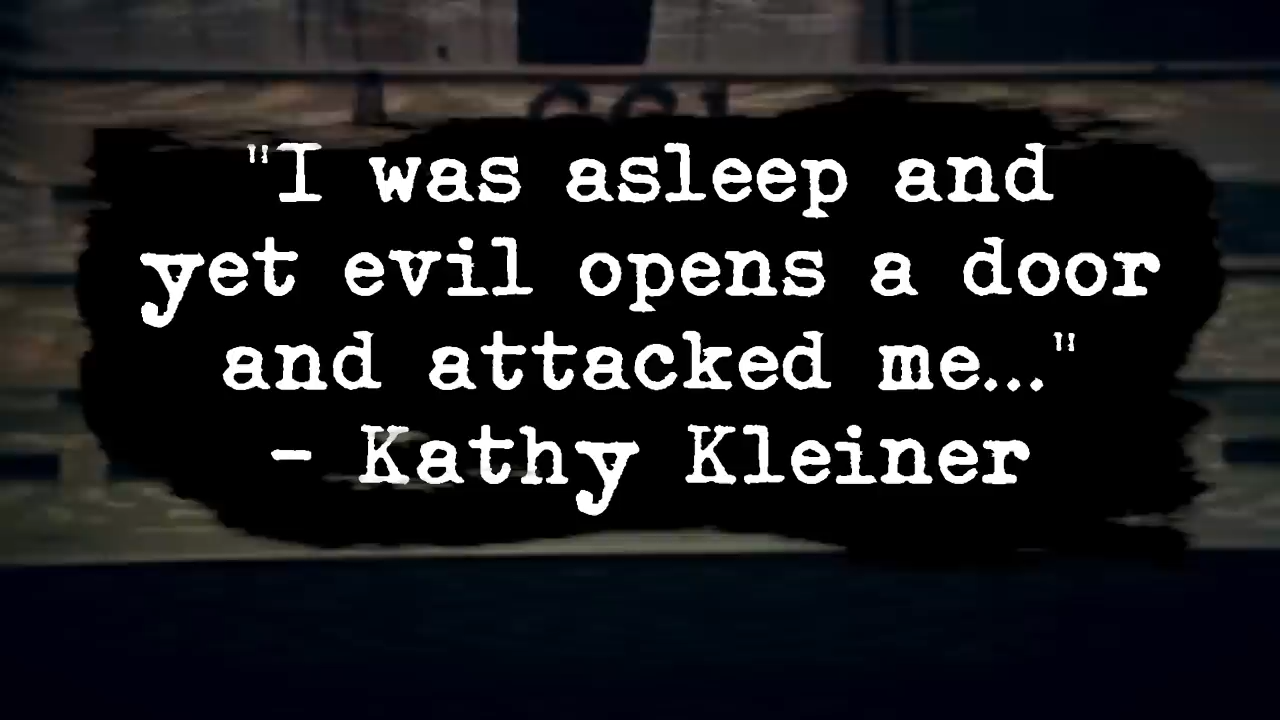 "I was asleep and
yet evil opens a door
and attacked me..."
- Kathy Kleiner